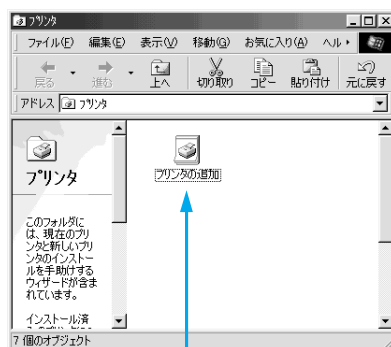 プリンタ
ファイル(F) 編集(E) 表示(V) 移動(G) お気に入り(A) ヘル
戻る 進む 上へ 切り取り コピー 貼り付け 元に戻す
アドレス プリンタ
プリンタ
プリンタの追加
このフォルダに
は、現在のプリ
ンタと新しいプリ
ンタのインストー
ルを手助けする
ウィザードが含ま
れています。
インストール済
7 個のオブジェクト